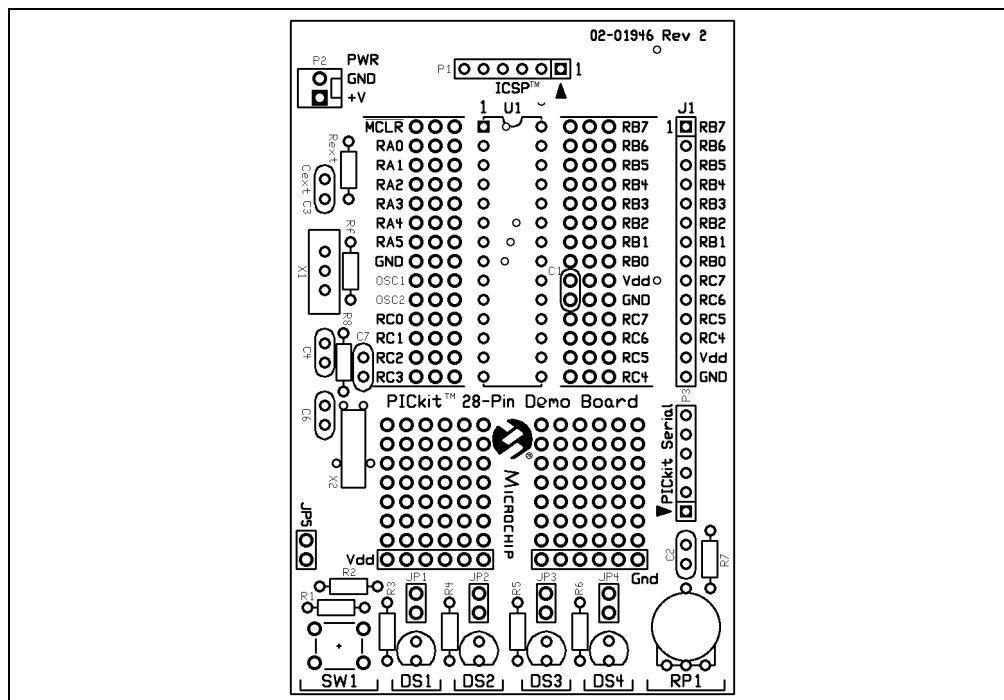 02-01946 Rev 2
P2 PWR
GND
+V
P1 1
ICSP™
1 U1
J1
MCLR RB7 1 RB7
RA0 RB6 RB6
RA1 RB5 RB5
RA2 RB4 RB4
RA3 RB3 RB3
RA4 RB2 RB2
RA5 RB1 RB1
GND RB0 RB0
OSC1 C1 Vdd RC7
OSC2 GND RC6
RC0 RC7 RC5
RC1 RC6 RC4
RC2 RC5 Vdd
RC3 RC4 GND
Rext
Cext C3
Rf
X1
R8
C4
C7
C6
X2
PICkit™ 28-Pin Demo Board
®
MICROCHIP
P3
PICkit Serial
JP5
Vdd
Gnd
C2
R7
R2
R1
R3
JP1
R4
JP2
R5
JP3
R6
JP4
SW1 DS1 DS2 DS3 DS4 RP1